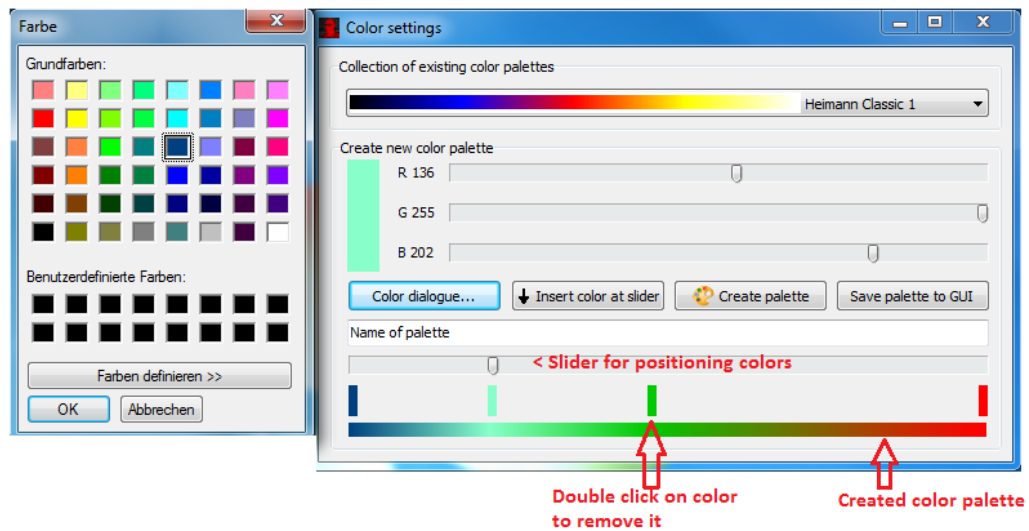 Farbe
Grundfarben:
Benutzerdefinierte Farben:
Farben definieren >>
OK
Abbrechen
Color settings
Collection of existing color palettes
Heimann Classic 1
Create new color palette
R 136
G 255
B 202
Color dialogue...
Insert color at slider
Create palette
Save palette to GUI
Name of palette
< Slider for positioning colors
Double click on color
to remove it
Created color palette